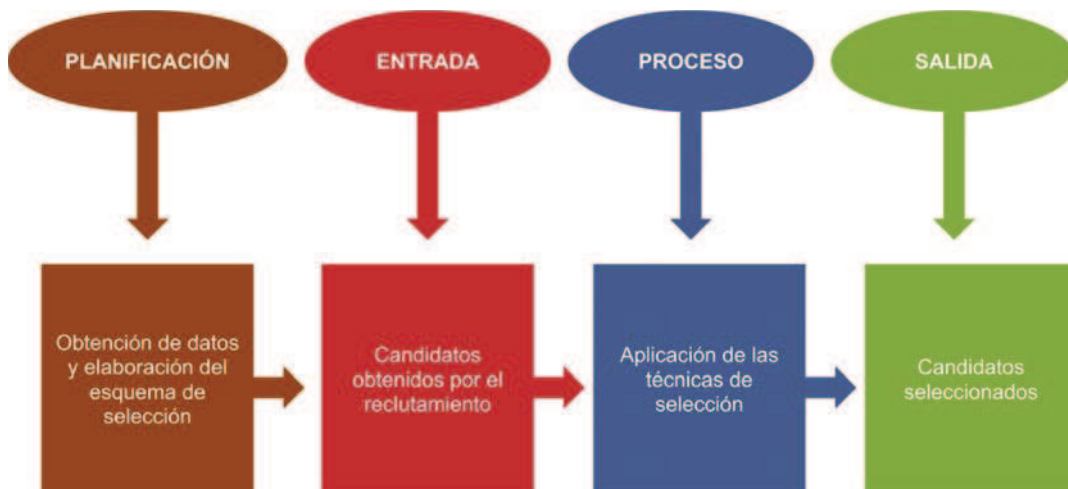 PLANIFICACIÓN
ENTRADA
PROCESO
SALIDA
Obtención de datos
y elaboración del
esquema de
selección
Candidatos
obtenidos por el
reclutamiento
Aplicación de las
técnicas de
selección
Candidatos
seleccionados